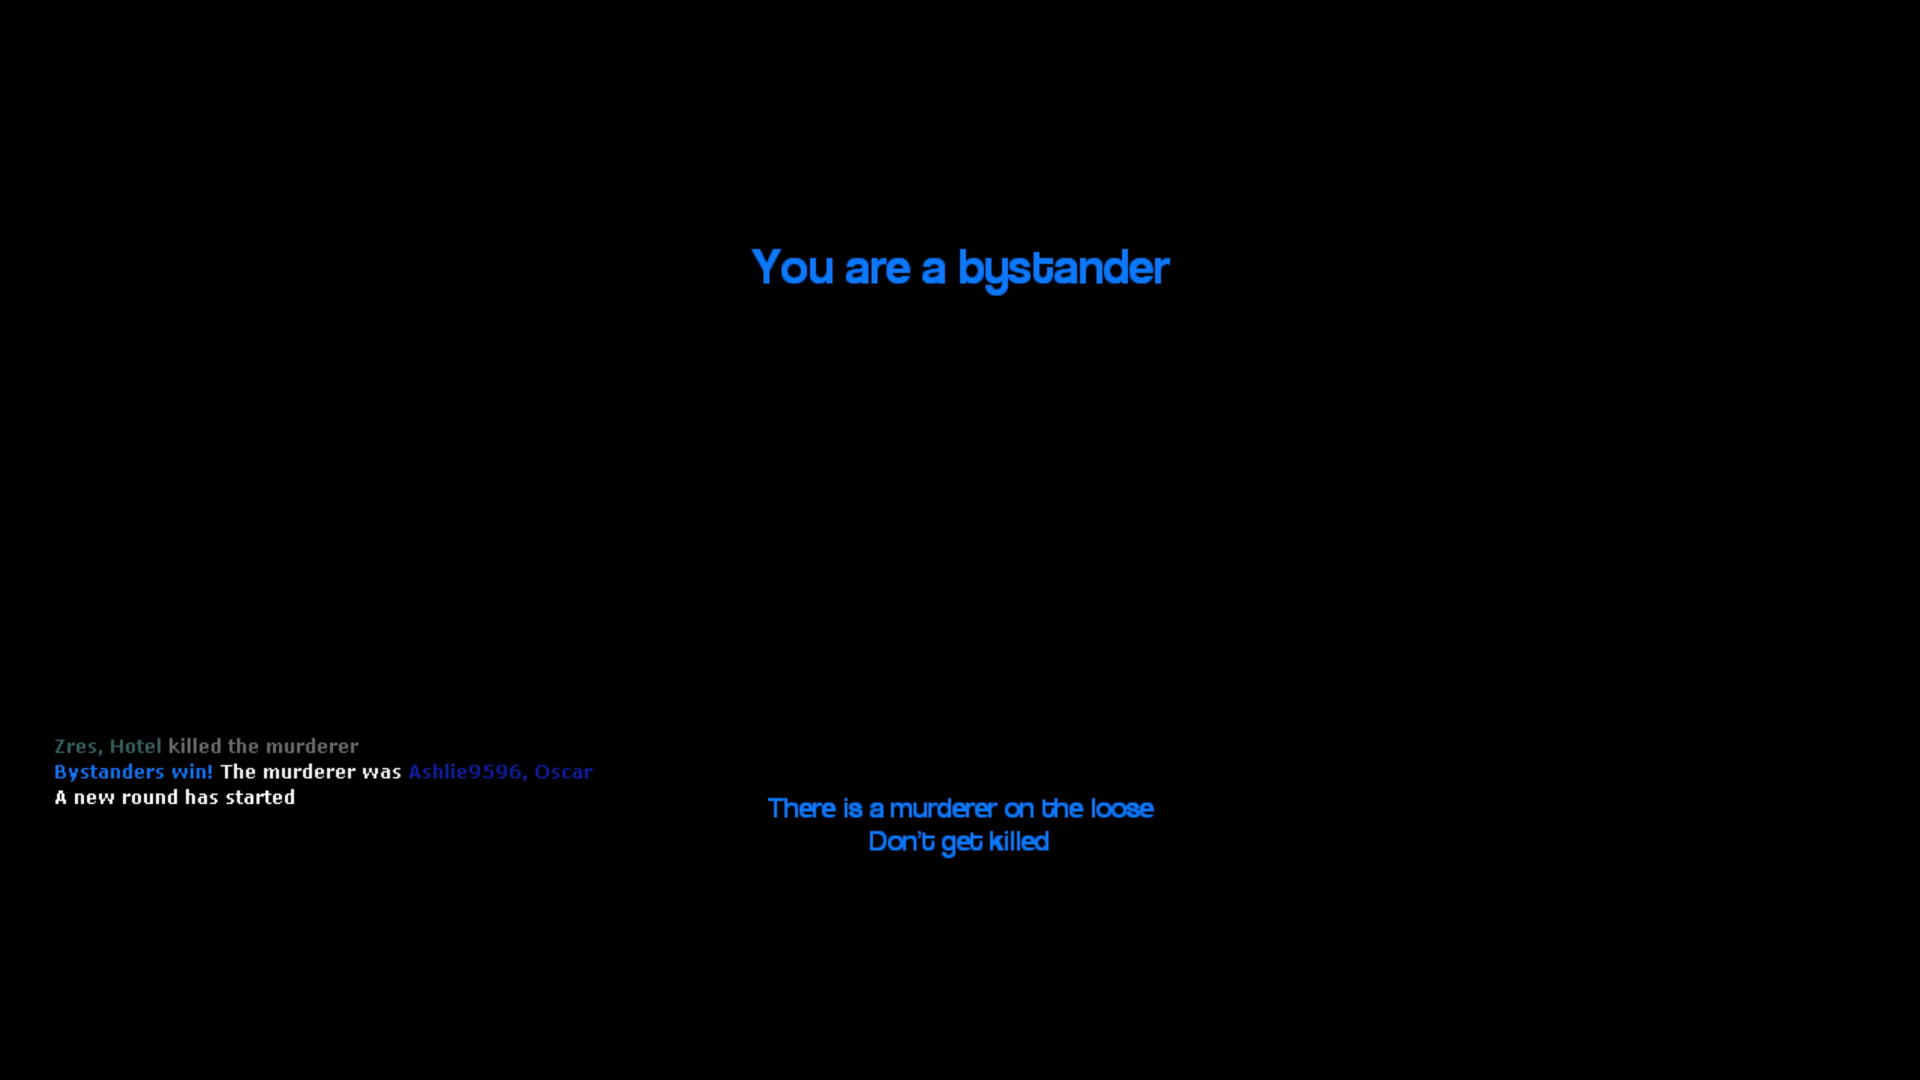 You are a bystander
Zres, Hotel killed the murderer
Bystanders win! The murderer was Ashlie9596, Oscar
A new round has started
There is a murderer on the loose
Don't get killed